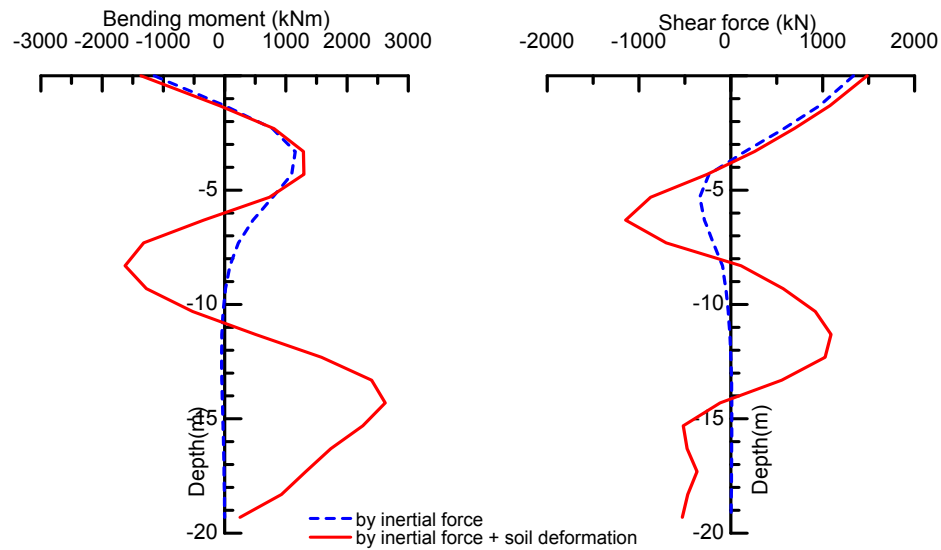 Bending moment (kNm)
-3000 -2000 -1000 0 1000 2000 3000
-5
-10
-15
-20
Depth(m)
Shear force (kN)
-2000 -1000 0 1000 2000
-5
-10
-15
-20
Depth(m)
by inertial force
by inertial force + soil deformation